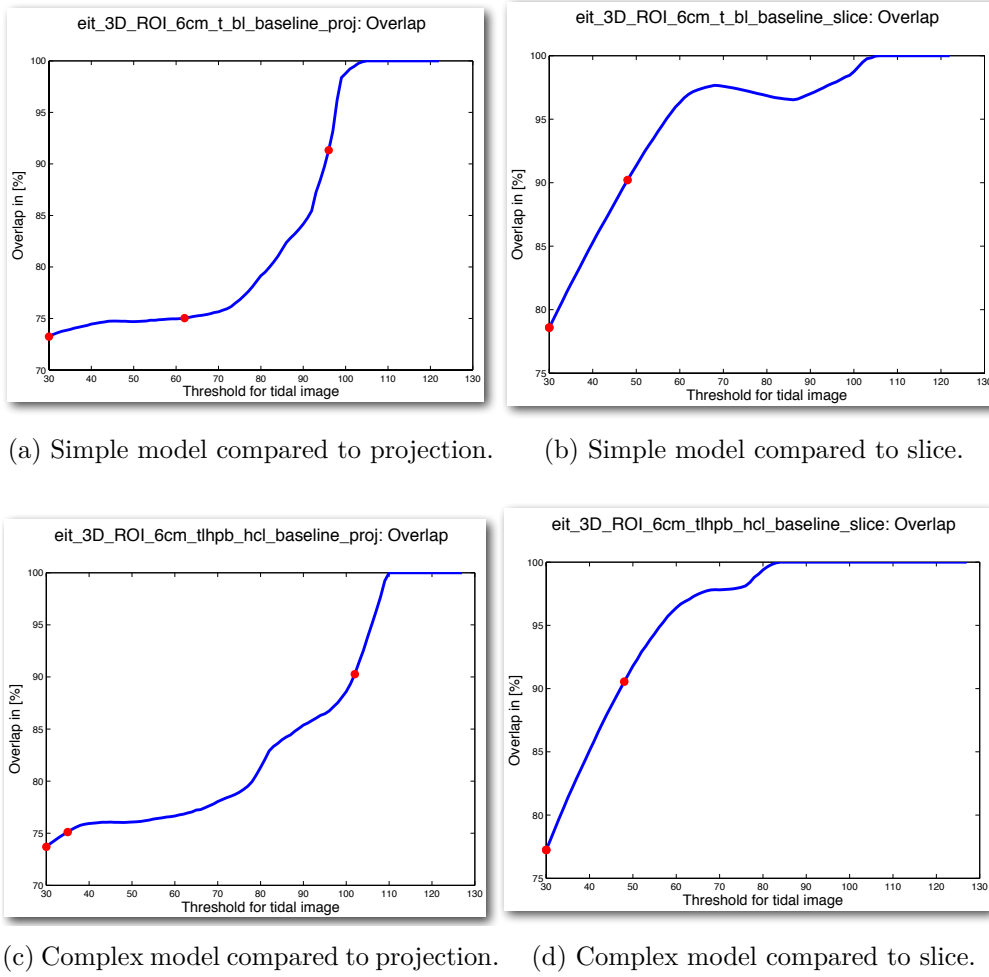 eit_3D_ROI_6cm_t_bl_baseline_proj: Overlap
100
95
90
85
80
75
70
Overlap in [%]
30 40 50 60 70 80 90 100 110 120 130
Threshold for tidal image
(a) Simple model compared to projection.
eit_3D_ROI_6cm_t_bl_baseline_slice: Overlap
100
95
90
85
80
75
Overlap in [%]
30 40 50 60 70 80 90 100 110 120 130
Threshold for tidal image
(b) Simple model compared to slice.
eit_3D_ROI_6cm_tlhpb_hcl_baseline_proj: Overlap
100
95
90
85
80
75
70
Overlap in [%]
30 40 50 60 70 80 90 100 110 120 130
Threshold for tidal image
(c) Complex model compared to projection.
eit_3D_ROI_6cm_tlhpb_hcl_baseline_slice: Overlap
100
95
90
85
80
75
Overlap in [%]
30 40 50 60 70 80 90 100 110 120 130
Threshold for tidal image
(d) Complex model compared to slice.